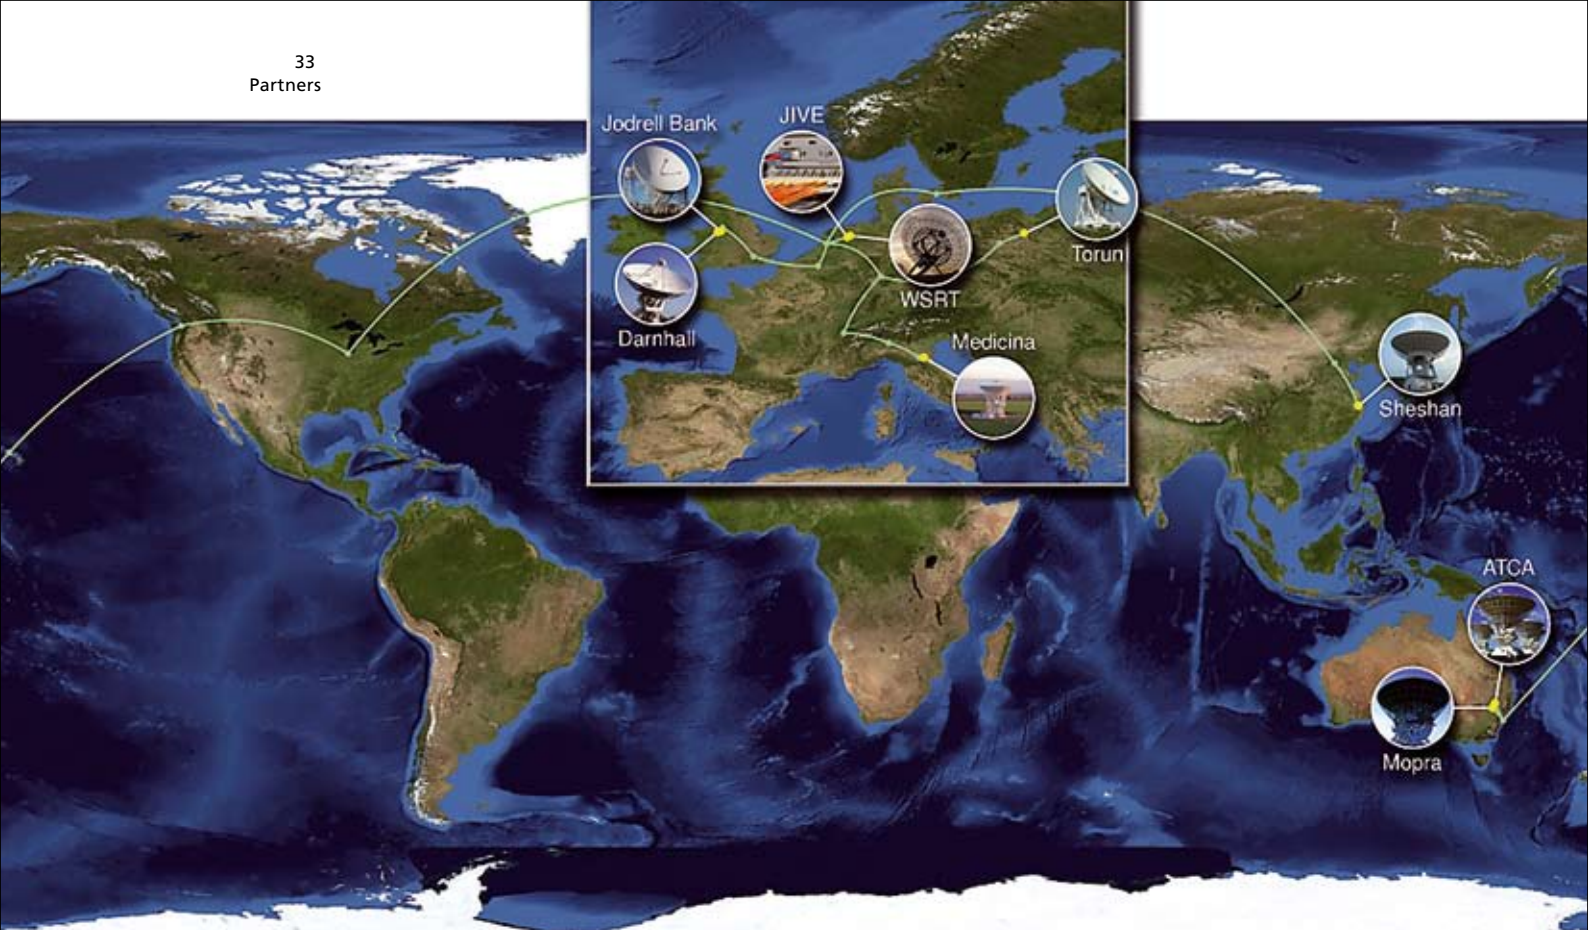 33
Partners
Jodrell Bank
JIVE
Darnhall
WSRT
Torun
Medicina
Sheshan
ATCA
Mopra